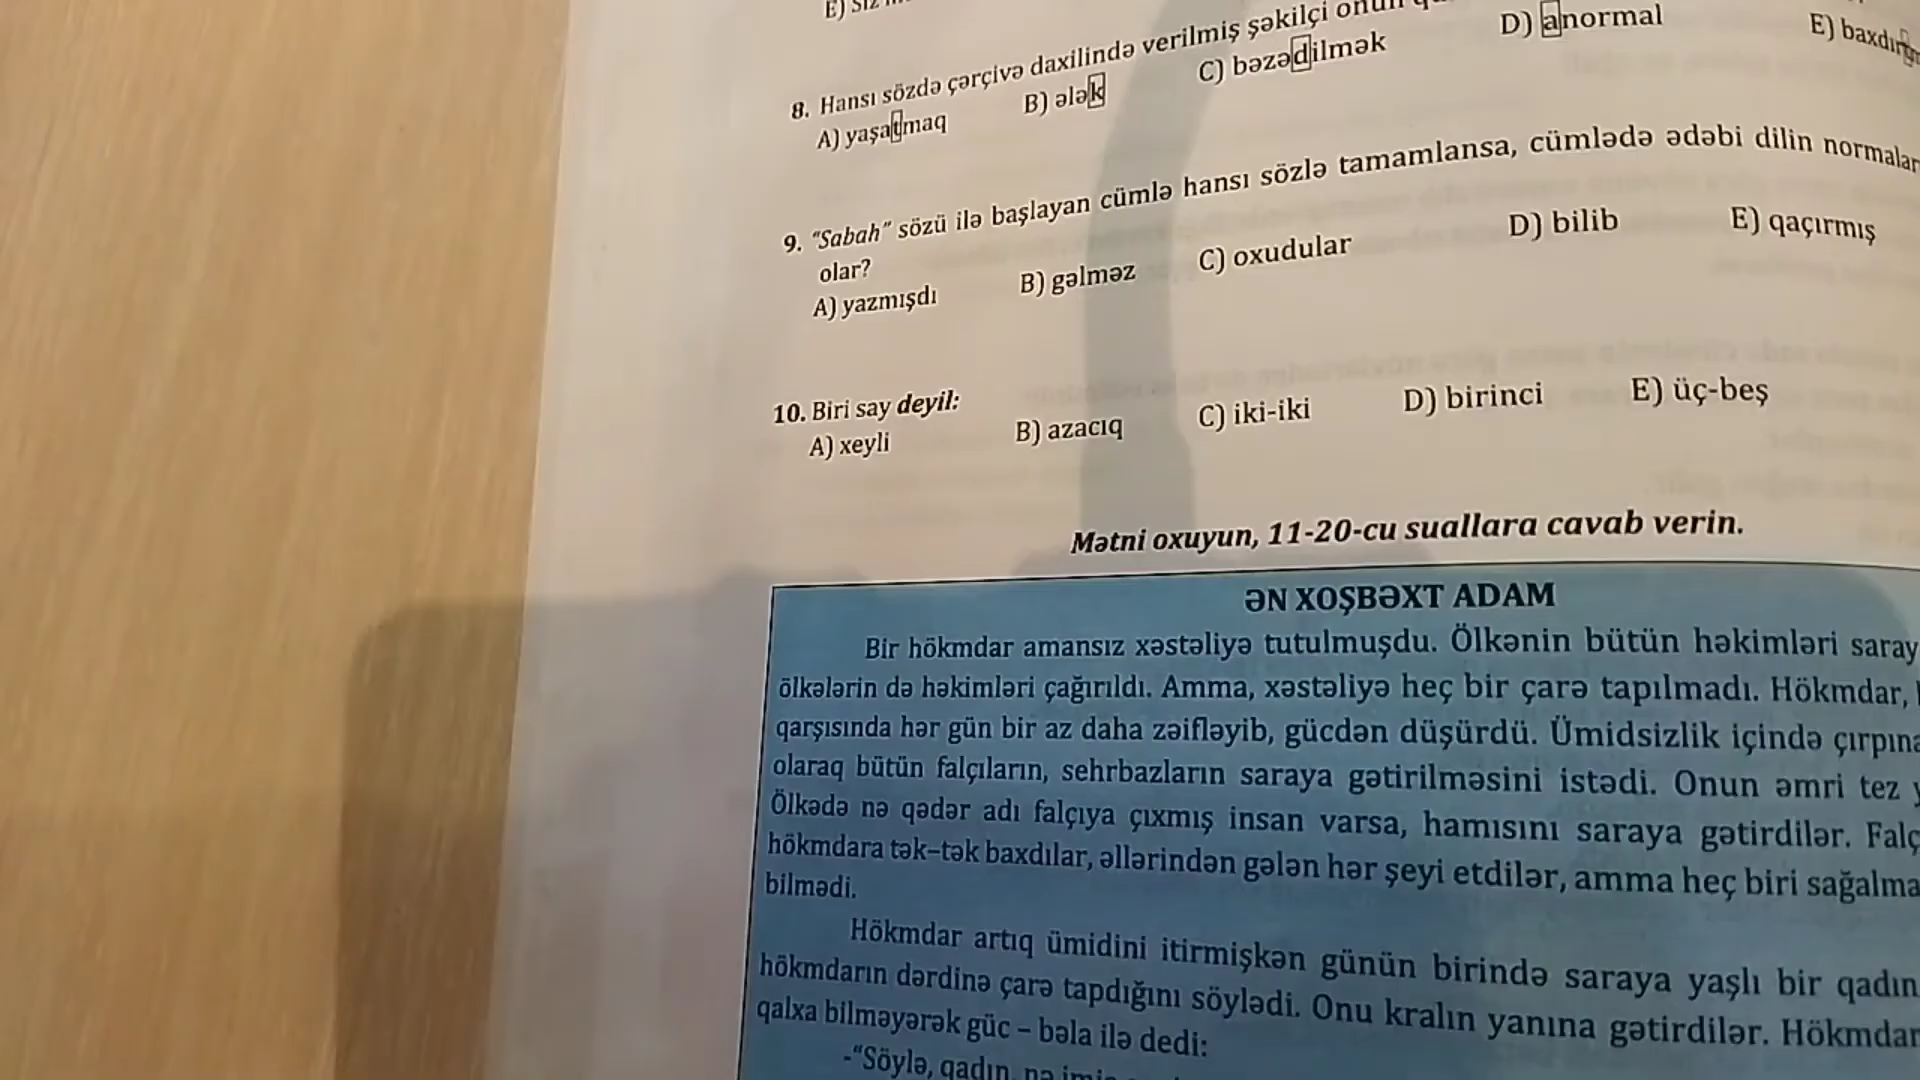 8. Hansı sözdə çərçivə daxilində verilmiş şəkilçi onun
A) yaşatmaq B) ələk C) bəzədilmək D) anormal E)
9. “Sabah” sözü ilə başlayan cümlə hansı sözlə tamamlansa, cümlədə ədəbi dilin
olar?
A) yazmışdı B) gəlməz C) oxudular D) bilib E) qaçırmış
10. Biri say deyil:
A) xeyli B) azacıq C) iki-iki D) birinci E) üç-beş
Mətni oxuyun, 11-20-cu suallara cavab verin.
ƏN XOŞBƏXT ADAM
Bir hökmdar amansız xəstəliyə tutulmuşdu. Ölkənin bütün həkimləri saray
ölkələrin də həkimləri çağırıldı. Amma, xəstəliyə heç bir çarə tapılmadı. Hökmdar,
qarşısında hər gün bir az daha zəifləyib, gücdən düşürdü. Ümidsizlik içində
olaraq bütün falçıların, sehrbazların saraya gətirilməsini istədi. Onun əmri tez
Ölkədə nə qədər adı falçıya çıxmış insan varsa, hamısını saraya gətirdilər.
hökmdara tək–tək baxdılar, əllərindən gələn hər şeyi etdilər, amma heç biri
bilmədi.
Hökmdar artıq ümidini itirmişkən günün birində saraya yaşlı bir qadın
hökmdarın dərdinə çarə tapdığını söylədi. Onu kralın yanına gətirdilər. Hökmdar
qalxa bilməyərək güc – bəla ilə dedi:
-“Söylə, qadın,